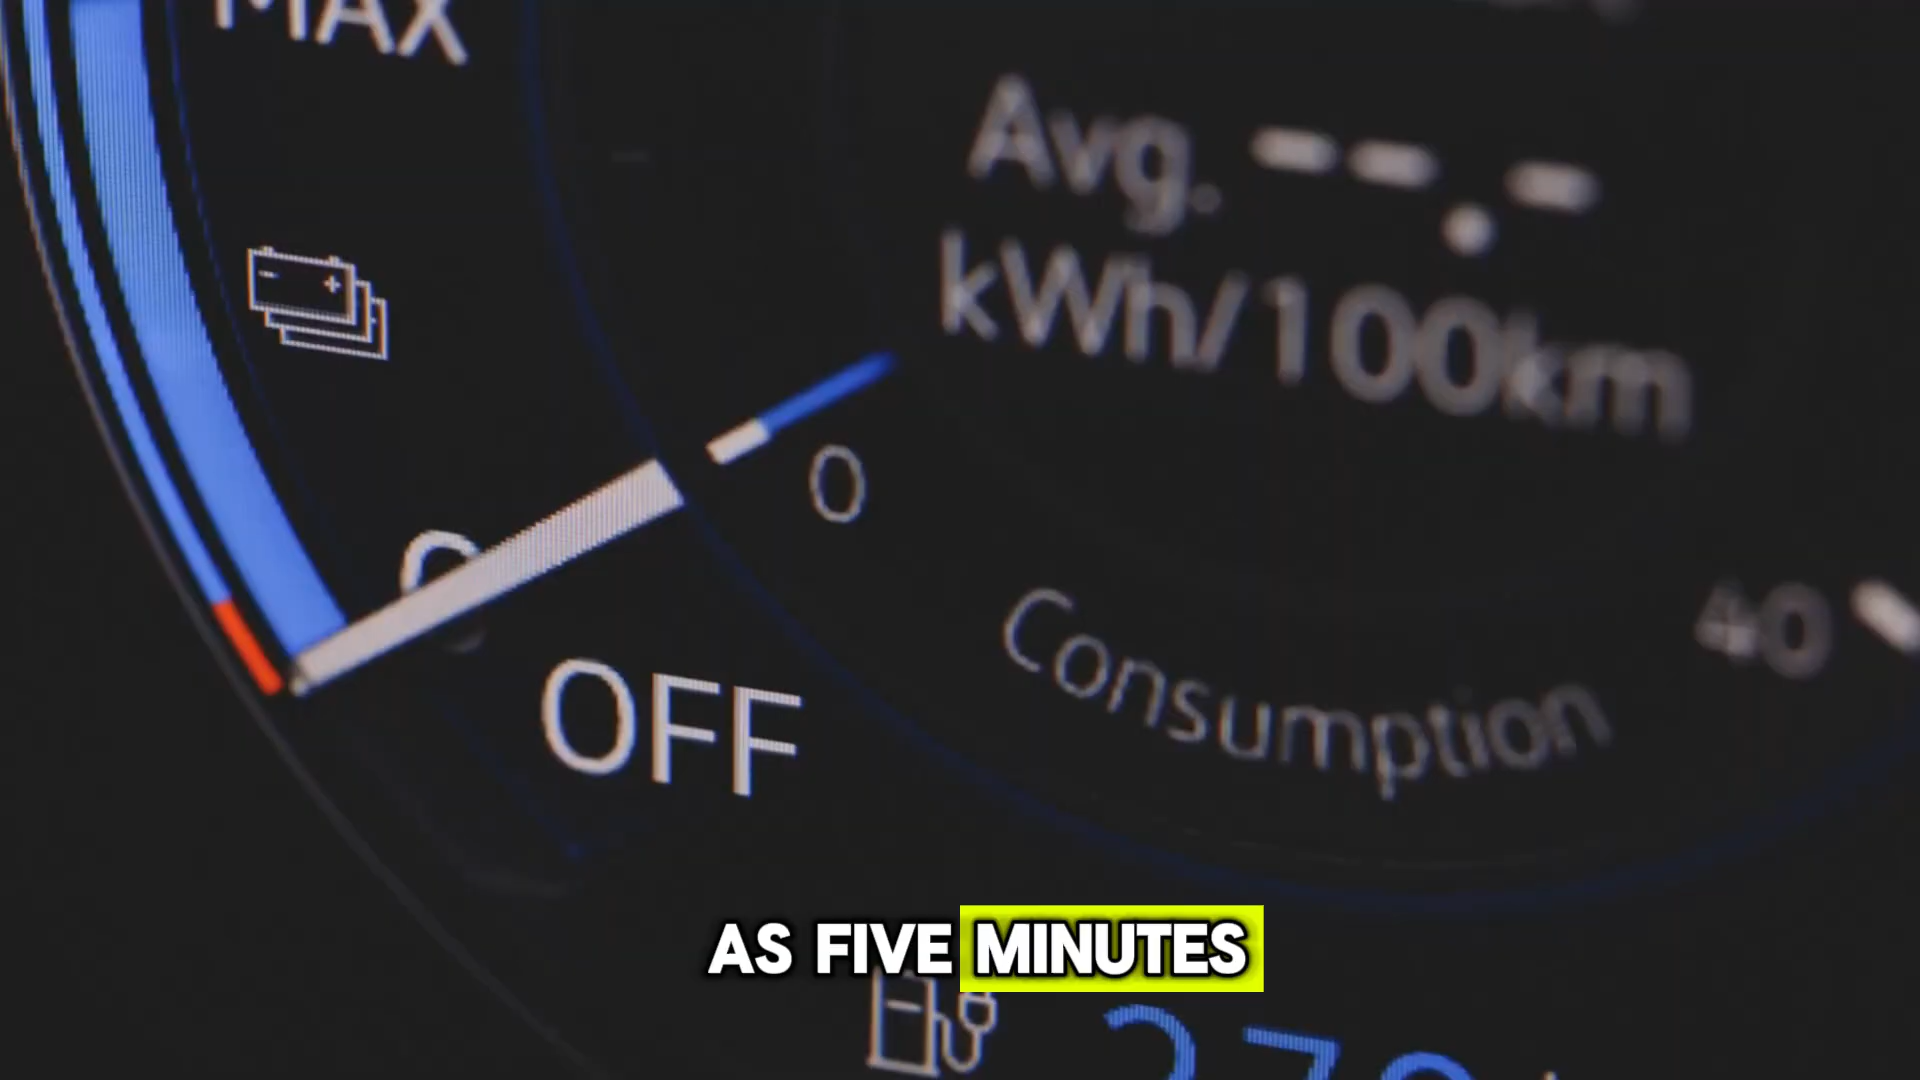 MAX
Avg. --.-
kWh/100km
0
0
OFF
Consumption
40
AS FIVE MINUTES